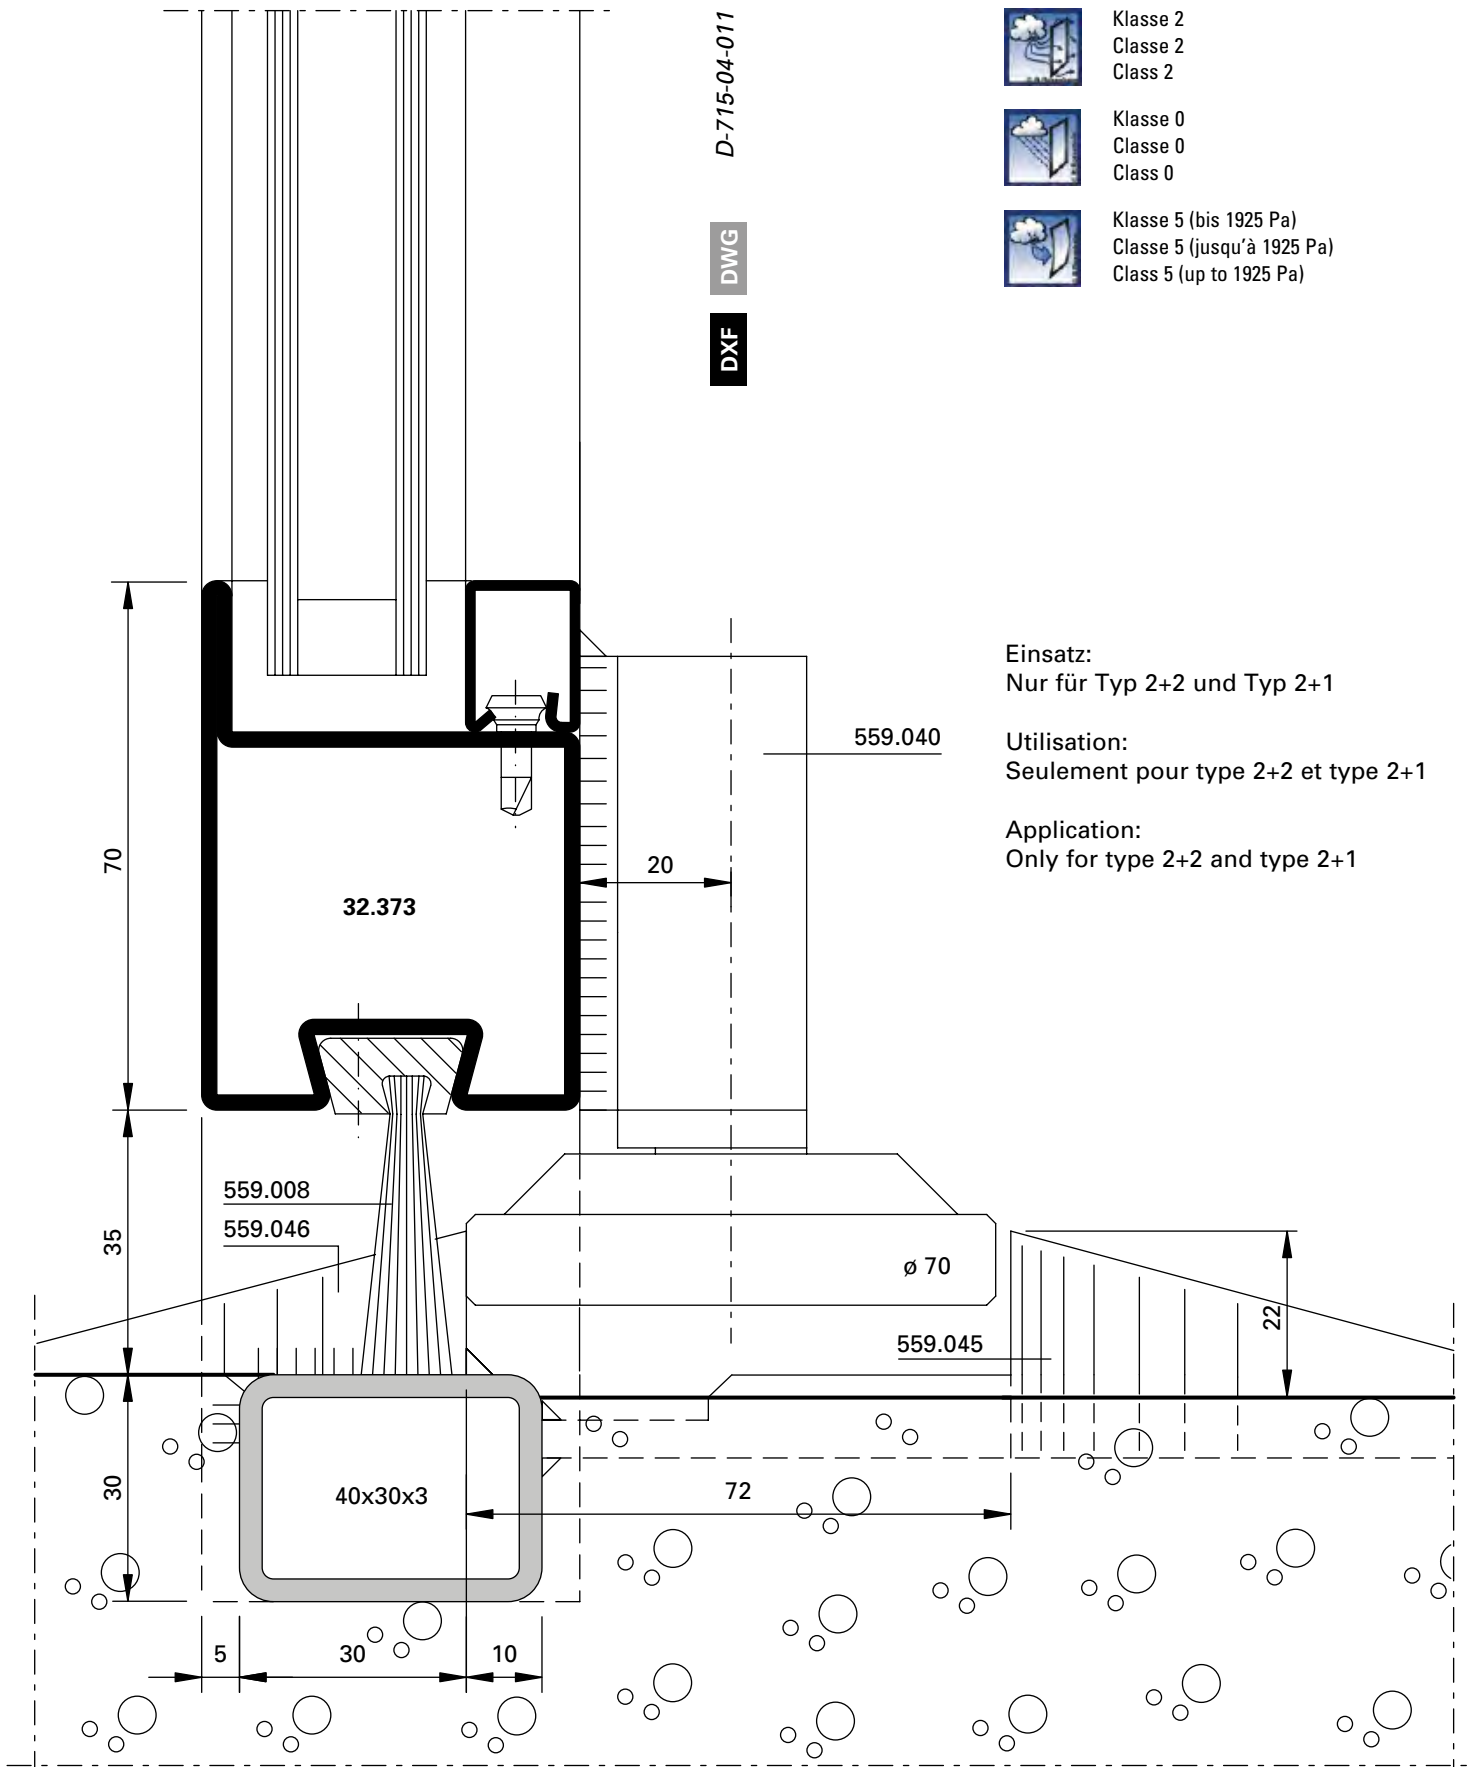 D-715-04-011
DWG
DXF
Klasse 2
Classe 2
Class 2
Klasse 0
Classe 0
Class 0
Klasse 5 (bis 1925 Pa)
Classe 5 (jusqu'à 1925 Pa)
Class 5 (up to 1925 Pa)
Einsatz:
Nur für Typ 2+2 und Typ 2+1
Utilisation:
Seulement pour type 2+2 et type 2+1
Application:
Only for type 2+2 and type 2+1
559.040
20
70
32.373
559.008
559.046
35
ø 70
22
559.045
30
40x30x3
72
5
30
10